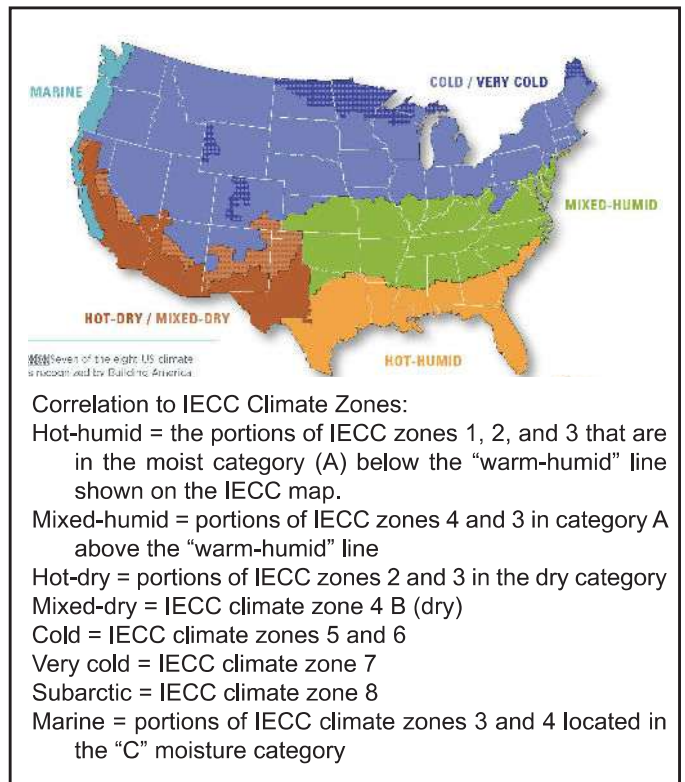 COLD / VERY COLD
MARINE
MIXED-HUMID
HOT-DRY / MIXED-DRY
HOT-HUMID
Seven of the eight US climate
recognized by Building America
Correlation to IECC Climate Zones:
Hot-humid = the portions of IECC zones 1, 2, and 3 that are
in the moist category (A) below the “warm-humid” line
shown on the IECC map.
Mixed-humid = portions of IECC zones 4 and 3 in category A
above the “warm-humid” line
Hot-dry = portions of IECC zones 2 and 3 in the dry category
Mixed-dry = IECC climate zone 4 B (dry)
Cold = IECC climate zones 5 and 6
Very cold = IECC climate zone 7
Subarctic = IECC climate zone 8
Marine = portions of IECC climate zones 3 and 4 located in
the “C” moisture category